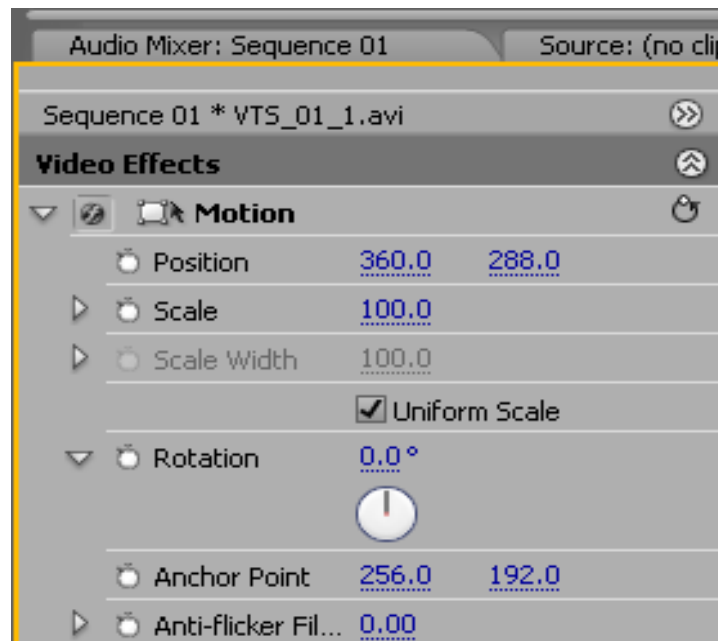 Audio Mixer: Sequence 01 Source: (no cli
Sequence 01 * VTS_01_1.avi
Video Effects
Motion
Position 360.0 288.0
Scale 100.0
Scale Width 100.0
Uniform Scale
Rotation 0.0°
Anchor Point 256.0 192.0
Anti-flicker Fil... 0.00